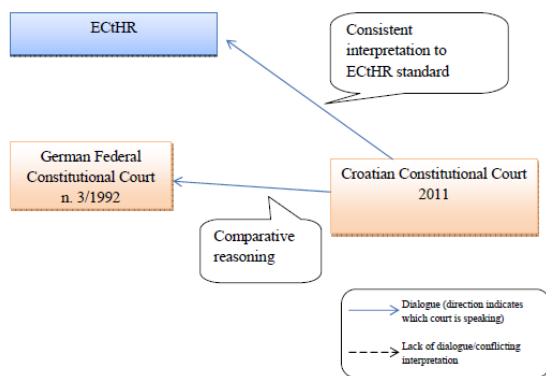 ECtHR
Consistent
interpretation to
ECtHR standard
German Federal
Constitutional Court
n. 3/1992
Croatian Constitutional Court
2011
Comparative
reasoning
Dialogue (direction indicates
which court is speaking)
Lack of dialogue/conflicting
interpretation